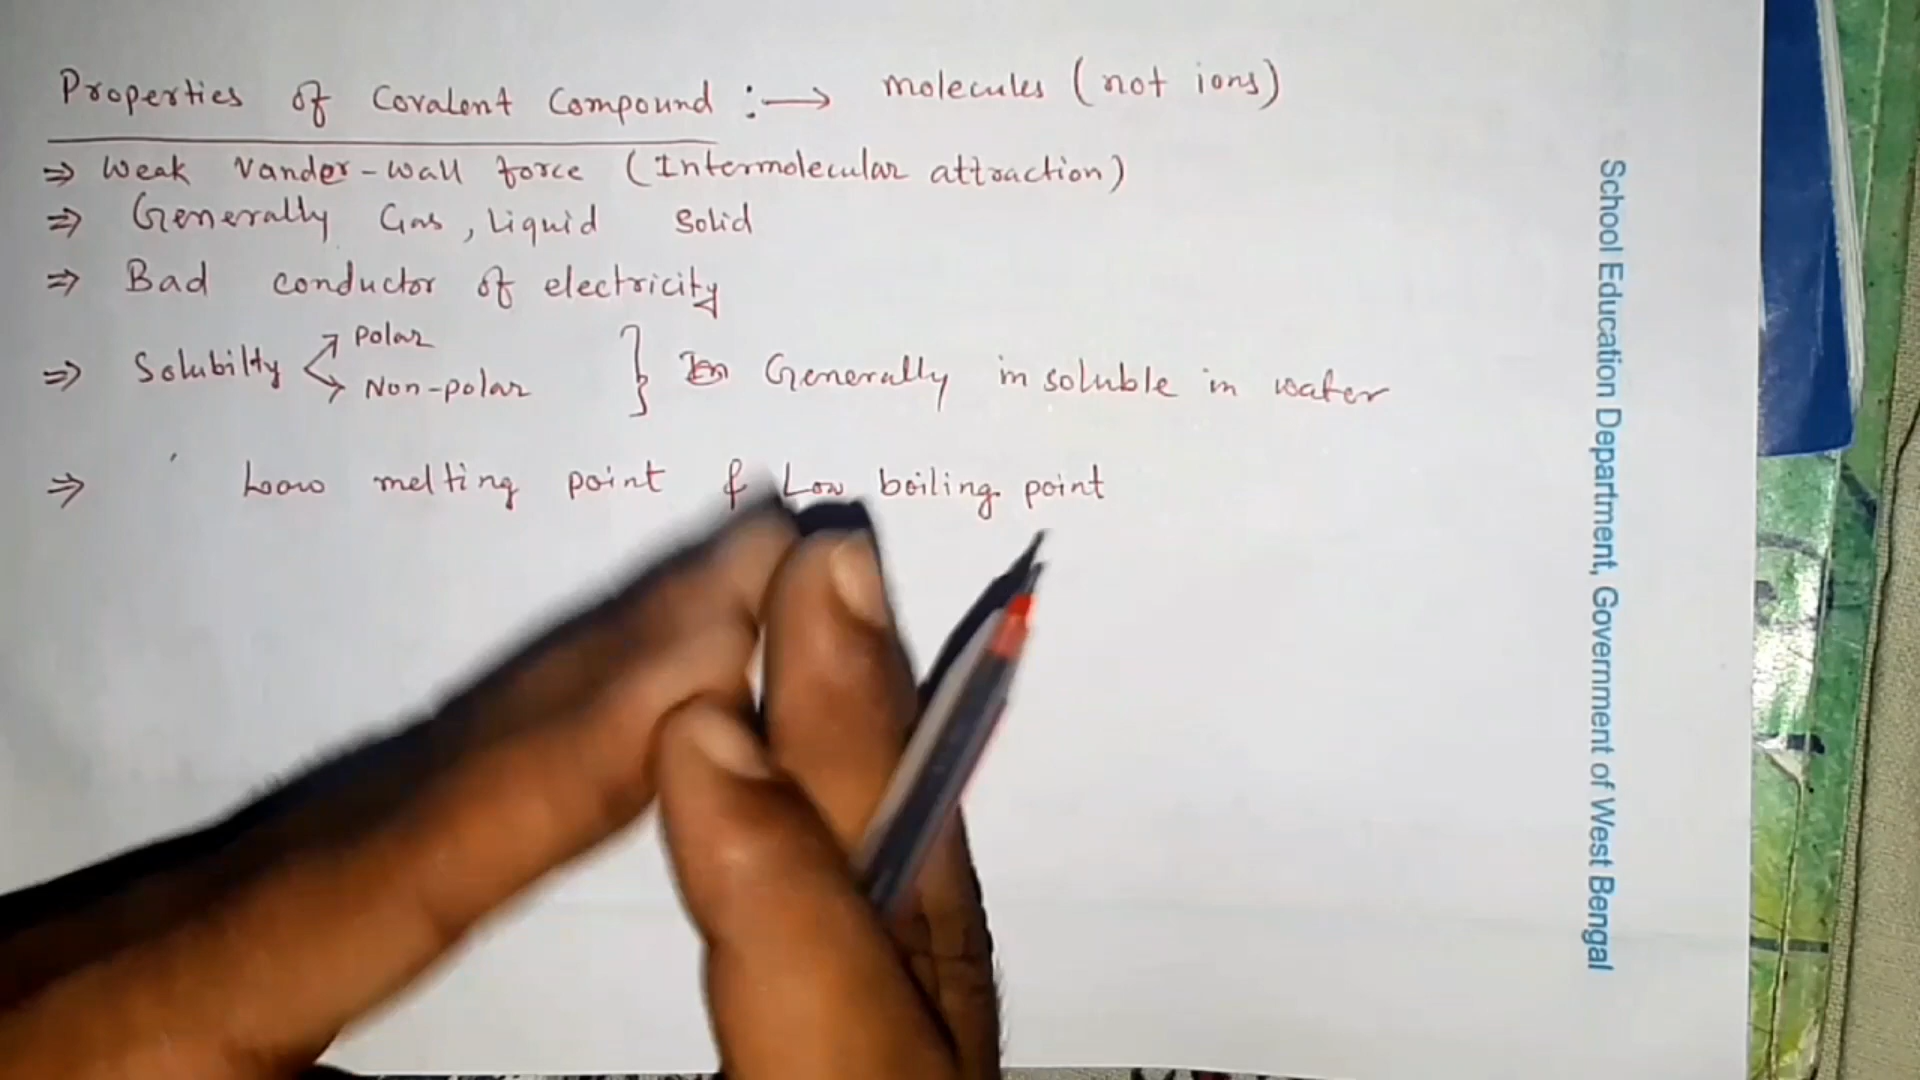 Properties of Covalent Compound :→ molecules (not ions)
⇒ Weak Vander-Wall force (Intermolecular attraction)
⇒ Generally Gas, Liquid Solid
⇒ Bad conductor of electricity
⇒ Solubilty
Polar
Non-polar
} Generally insoluble in water
⇒ Low melting point & Low boiling point
School Education Department, Government of West Bengal